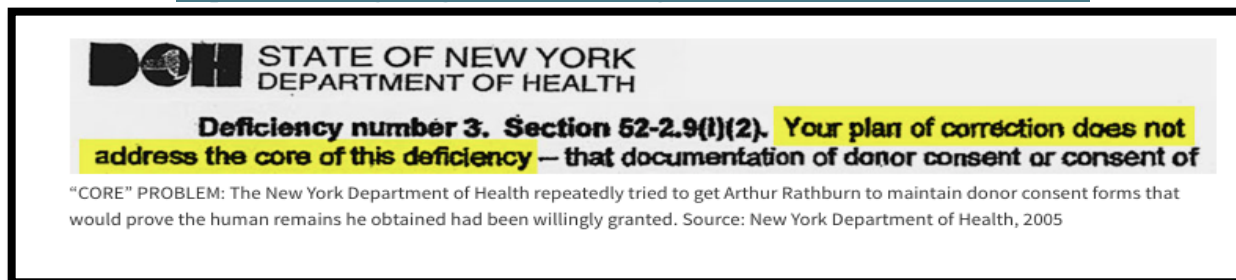 DOH STATE OF NEW YORK
DEPARTMENT OF HEALTH
Deficiency number 3. Section 52-2.9(l)(2). Your plan of correction does not
address the core of this deficiency – that documentation of donor consent or consent of
“CORE” PROBLEM: The New York Department of Health repeatedly tried to get Arthur Rathburn to maintain donor consent forms that
would prove the human remains he obtained had been willingly granted. Source: New York Department of Health, 2005